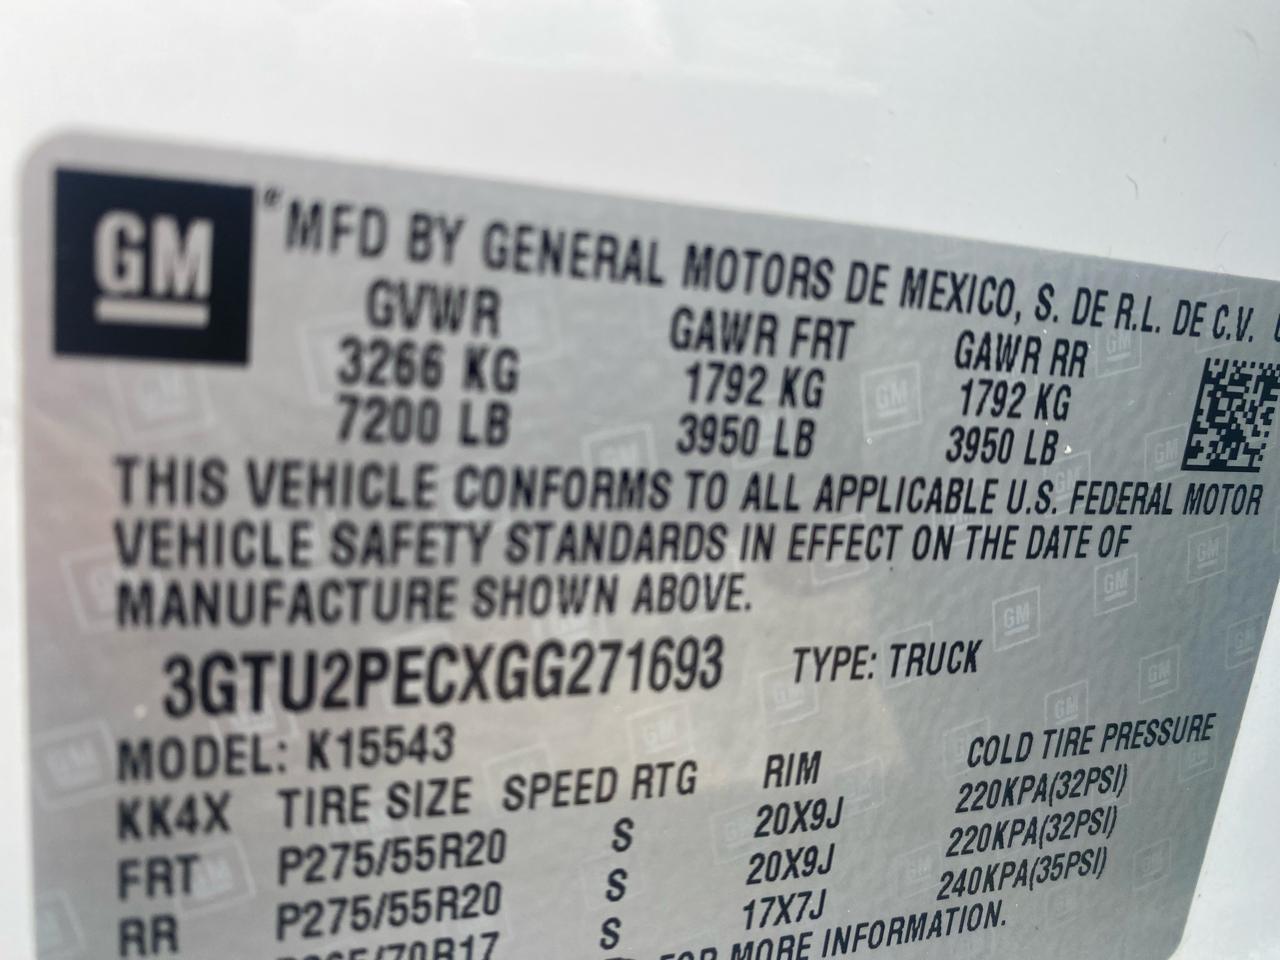 GM
MFD BY GENERAL MOTORS DE MEXICO, S. DE R.L. DE C.V.
GVWR GAWR FRT GAWR RR
3266 KG 1792 KG 1792 KG
7200 LB 3950 LB 3950 LB
THIS VEHICLE CONFORMS TO ALL APPLICABLE U.S. FEDERAL MOTOR
VEHICLE SAFETY STANDARDS IN EFFECT ON THE DATE OF
MANUFACTURE SHOWN ABOVE.
3GTU2PECXGG271693 TYPE: TRUCK
MODEL: K15543
KK4X TIRE SIZE SPEED RTG RIM COLD TIRE PRESSURE
FRT P275/55R20 S 20X9J 220KPA(32PSI)
RR P275/55R20 S 20X9J 220KPA(32PSI)
S 17X7J 240KPA(35PSI)
MORE INFORMATION.